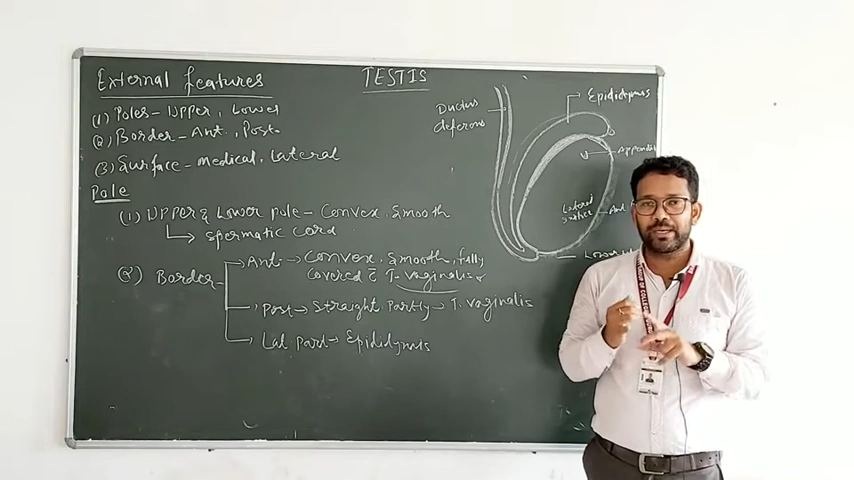 TESTIS
External features
(1) Poles - Upper, Lower
(2) Border - Ant., Post.
(3) Surface - Medical, Lateral
Pole
(1) Upper & Lower pole - Convex, Smooth
Spermatic cord
(2) Border
Ant → Convex, Smooth, fully
covered c̄ T. vaginalis
Post → Straight, Partly → T. vaginalis
Lat part → Epididymis
Ductus
deferens
Epididymis
Appendix
Lateral
surface
Ant
Lower
COLLEGE